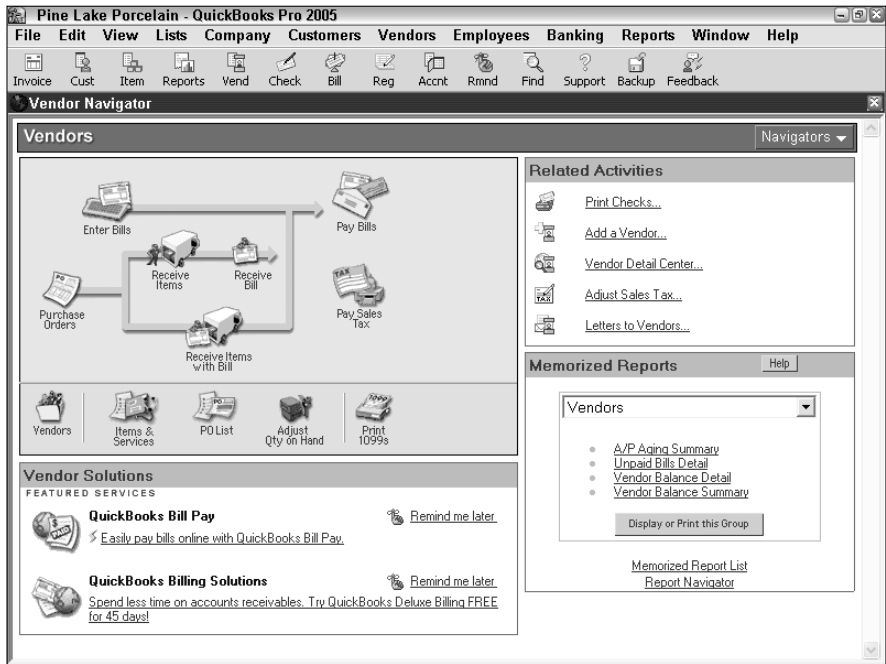 Pine Lake Porcelain - QuickBooks Pro 2005
File Edit View Lists Company Customers Vendors Employees Banking Reports Window Help
Invoice Cust Item Reports Vend Check Bill Reg Accnt Rmnd Find Support Backup Feedback
Vendor Navigator
Vendors
Navigators
Enter Bills
Pay Bills
Receive
Items
Receive
Bill
Purchase
Orders
Pay Sales
Tax
TAX
PO
Receive Items
with Bill
Vendors
Items &
Services
PO List
Adjust
Qty on Hand
Print
1099s
Related Activities
Print Checks...
Add a Vendor...
Vendor Detail Center...
Adjust Sales Tax...
Letters to Vendors...
Memorized Reports
Help
Vendors
A/P Aging Summary
Unpaid Bills Detail
Vendor Balance Detail
Vendor Balance Summary
Display or Print this Group
Memorized Report List
Report Navigator
Vendor Solutions
FEATURED SERVICES
QuickBooks Bill Pay
Remind me later
Easily pay bills online with QuickBooks Bill Pay.
QuickBooks Billing Solutions
Remind me later
Spend less time on accounts receivables. Try QuickBooks Deluxe Billing FREE
for 45 days!